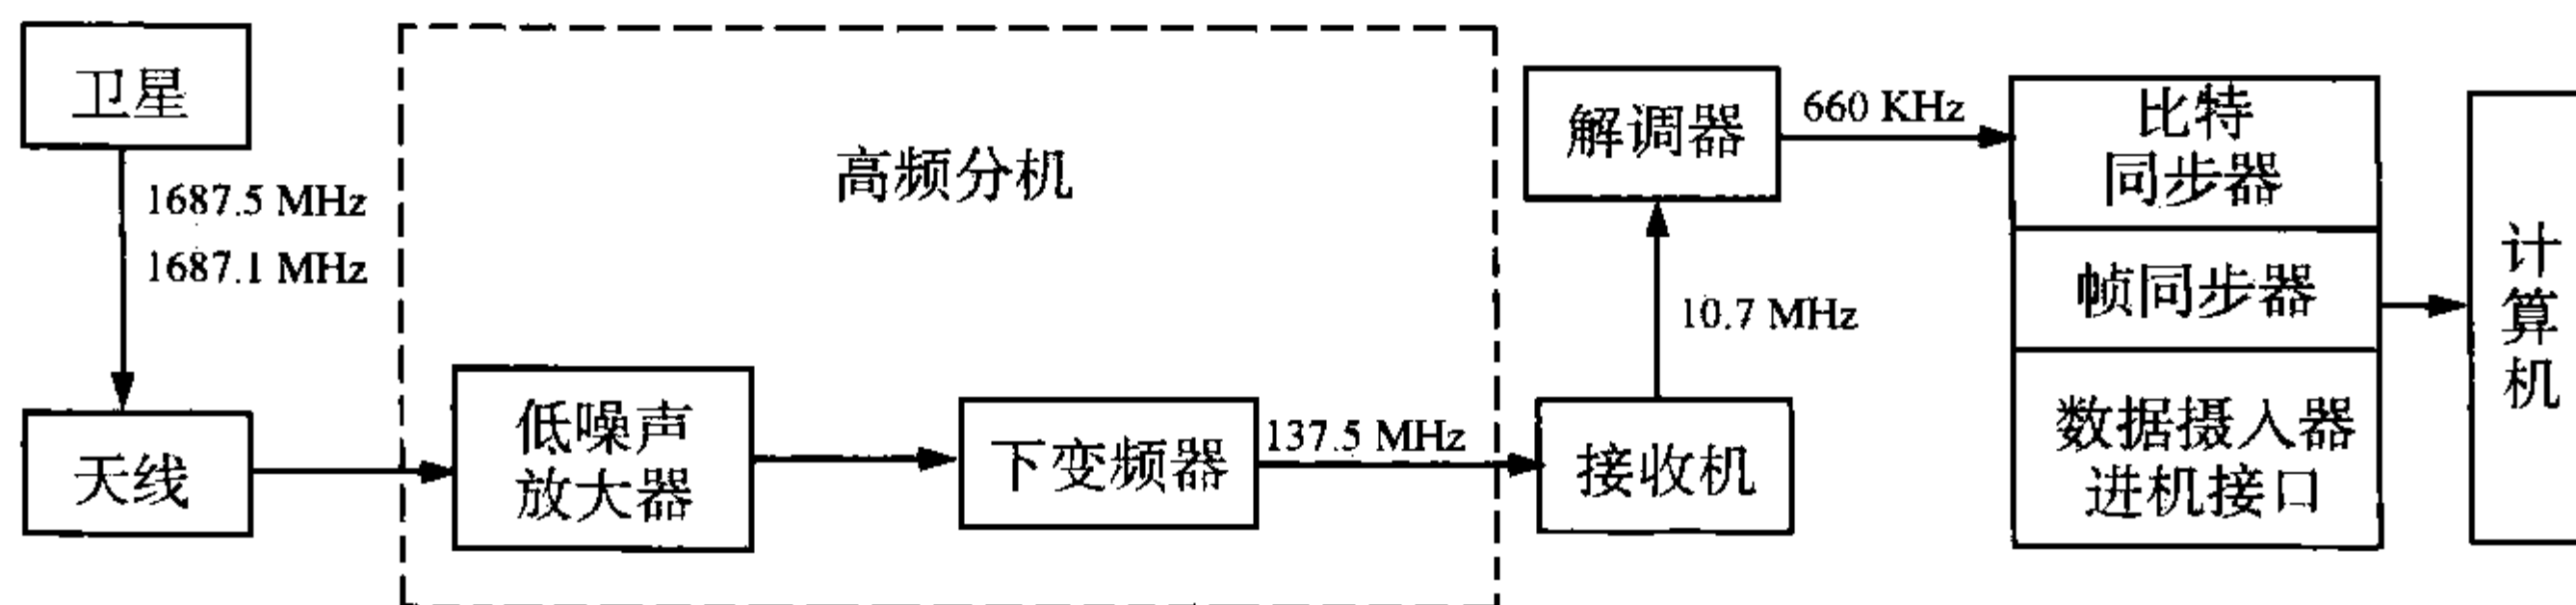 卫星
1687.5 MHz
1687.1 MHz
天线
高频分机
低噪声
放大器
下变频器
137.5 MHz
接收机
10.7 MHz
解调器
660 KHz
比特
同步器
帧同步器
数据摄入器
进机接口
计
算
机